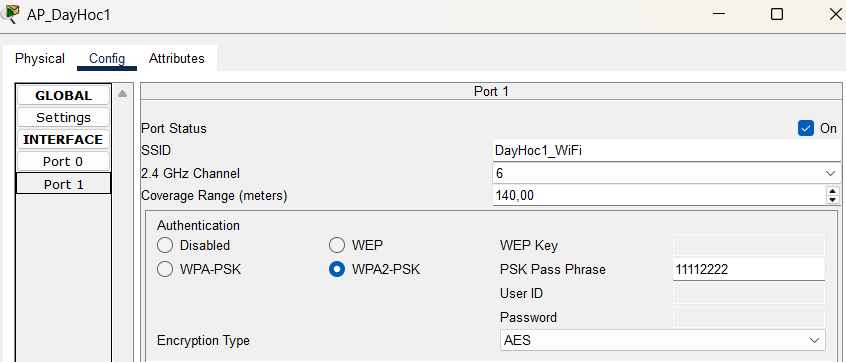 AP_DayHoc1
Physical Config Attributes
GLOBAL
Settings
INTERFACE
Port 0
Port 1
Port 1
Port Status On
SSID DayHoc1_WiFi
2.4 GHz Channel 6
Coverage Range (meters) 140,00
Authentication
Disabled WEP WEP Key
WPA-PSK WPA2-PSK PSK Pass Phrase 11112222
User ID
Password
Encryption Type AES